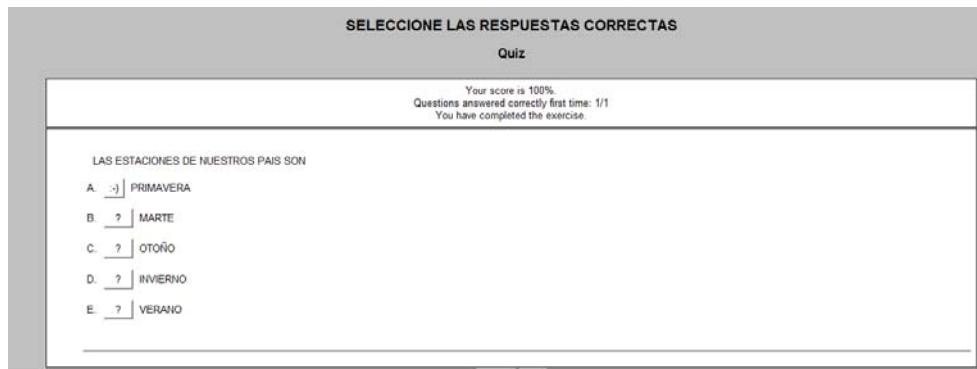 SELECCIONE LAS RESPUESTAS CORRECTAS
Quiz
Your score is 100%.
Questions answered correctly first time: 1/1
You have completed the exercise.
LAS ESTACIONES DE NUESTROS PAIS SON
A. :-) PRIMAVERA
B. ? MARTE
C. ? OTOÑO
D. ? INVIERNO
E. ? VERANO